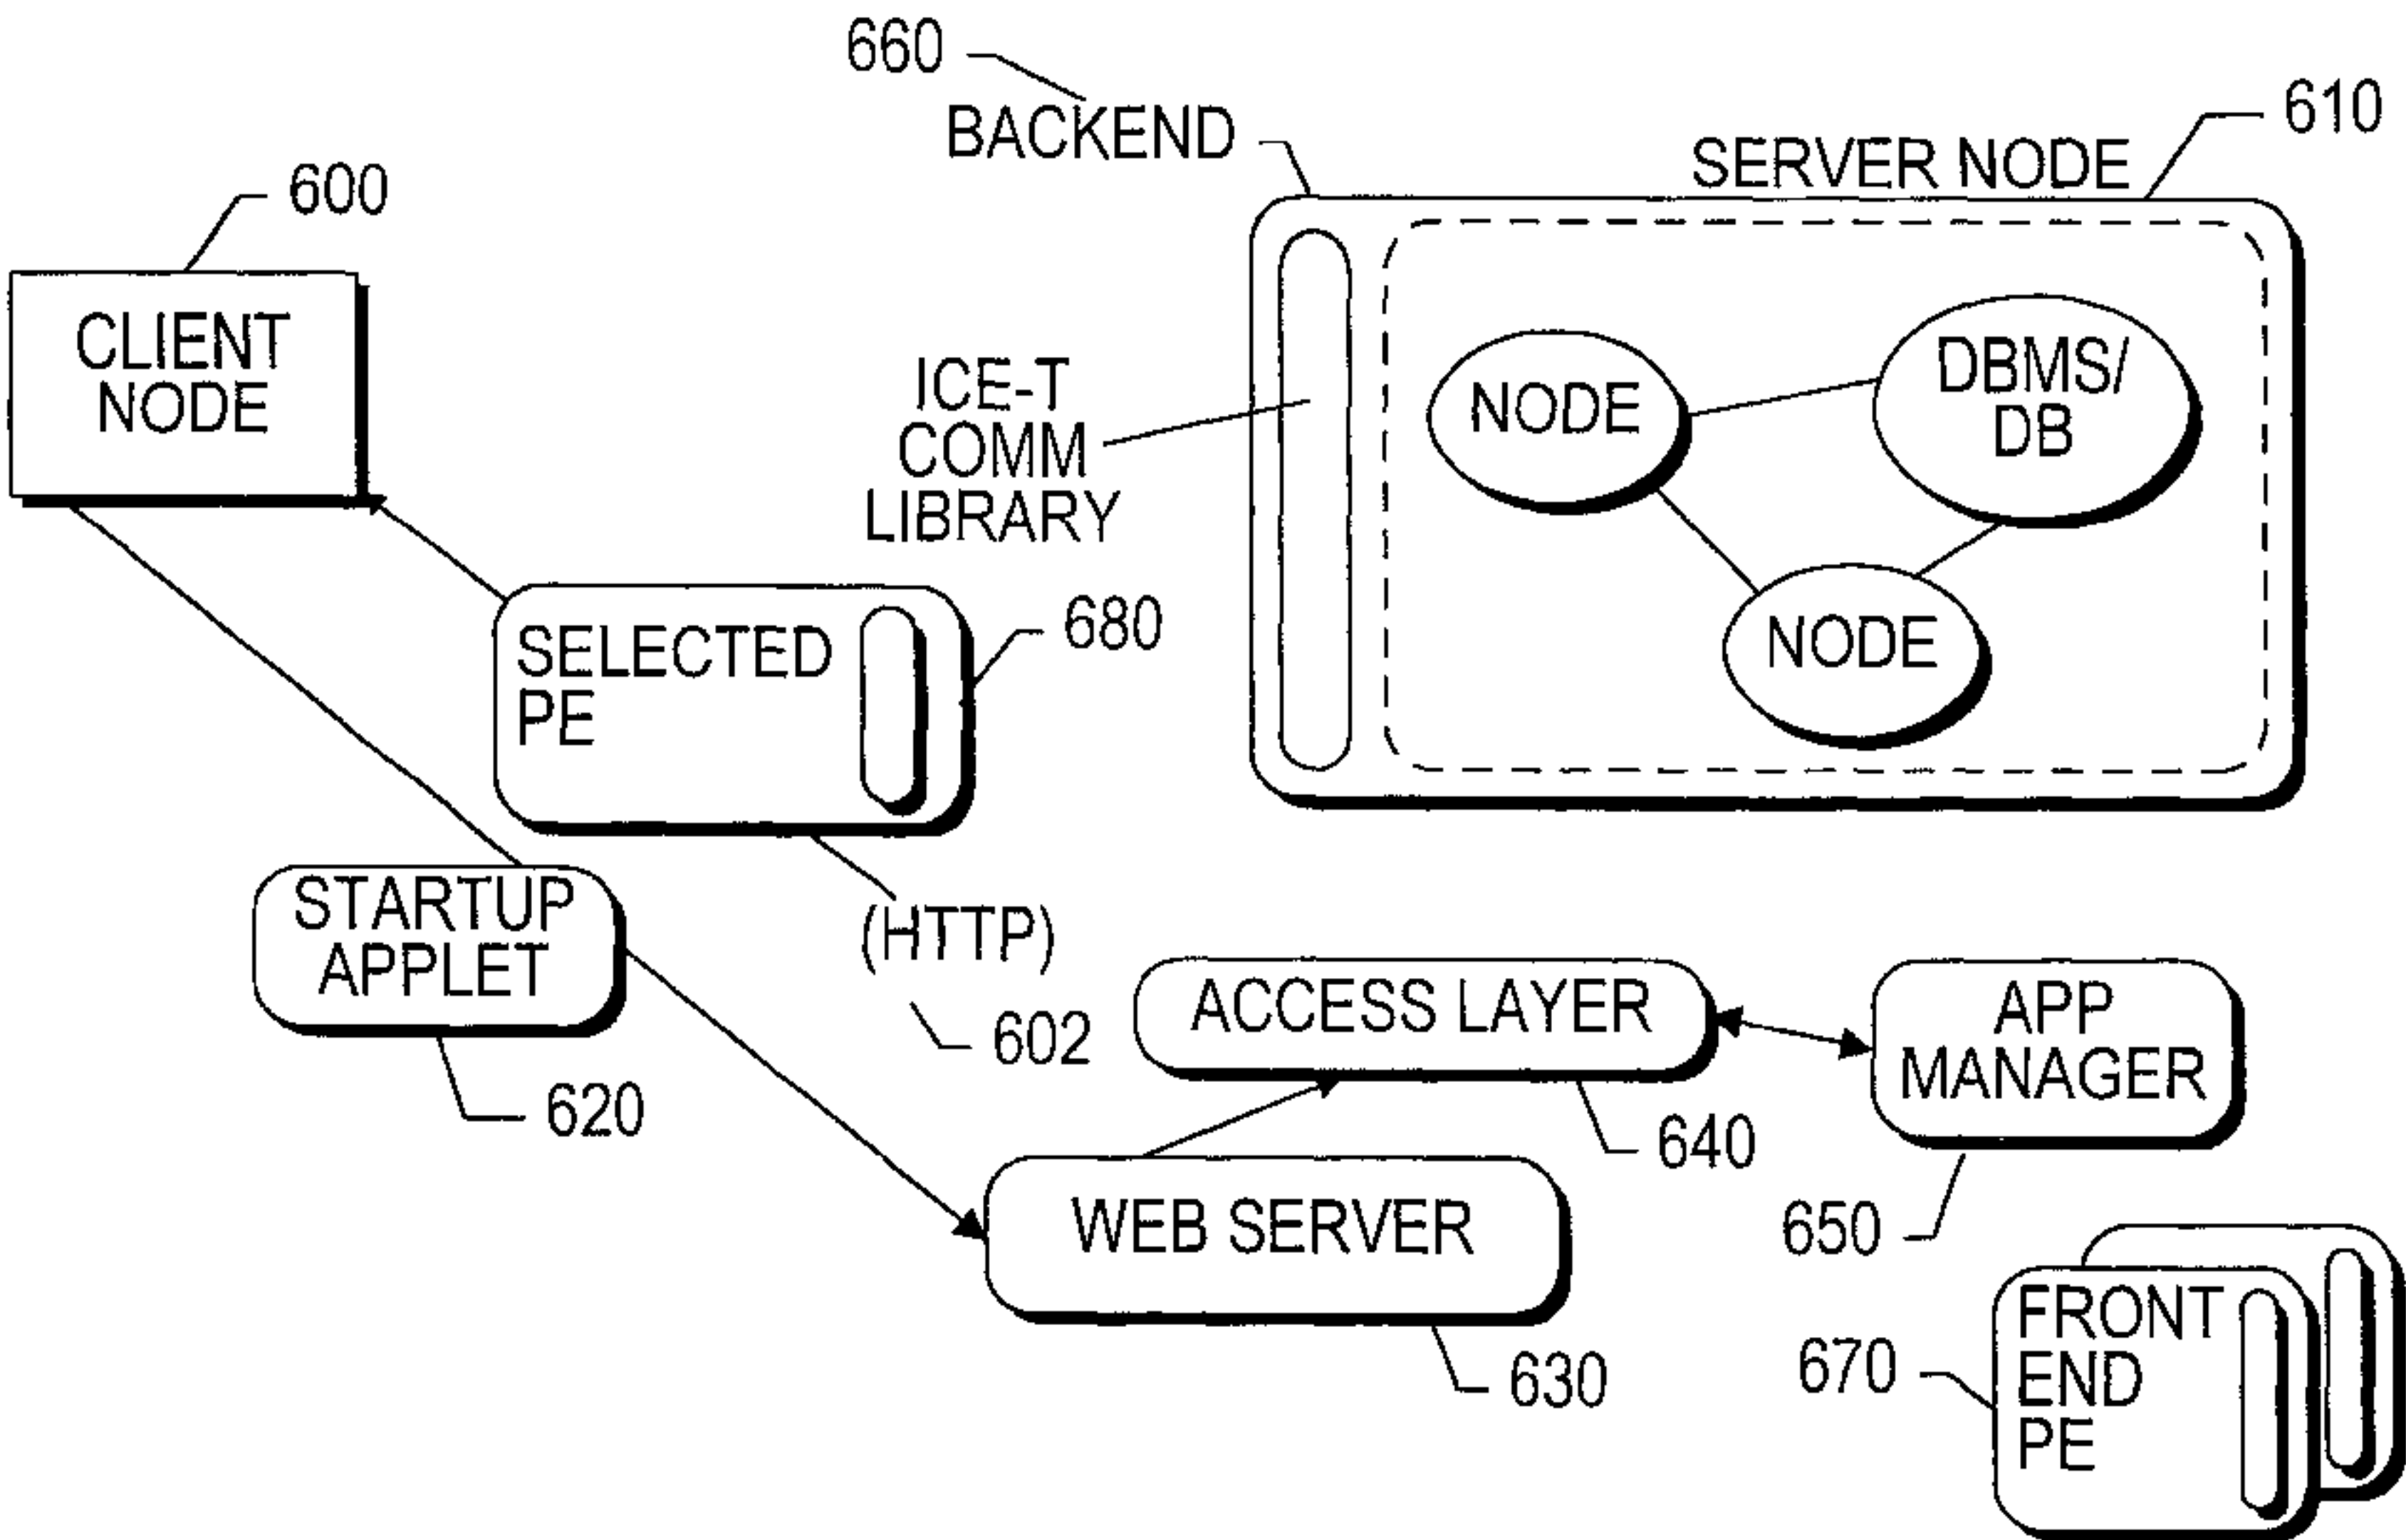 660
BACKEND
610
SERVER NODE
600
CLIENT
NODE
ICE-T
COMM
LIBRARY
NODE
DBMS/
DB
NODE
SELECTED
PE
680
STARTUP
APPLET
(HTTP)
602
620
ACCESS LAYER
640
APP
MANAGER
650
WEB SERVER
630
FRONT
END
PE
670